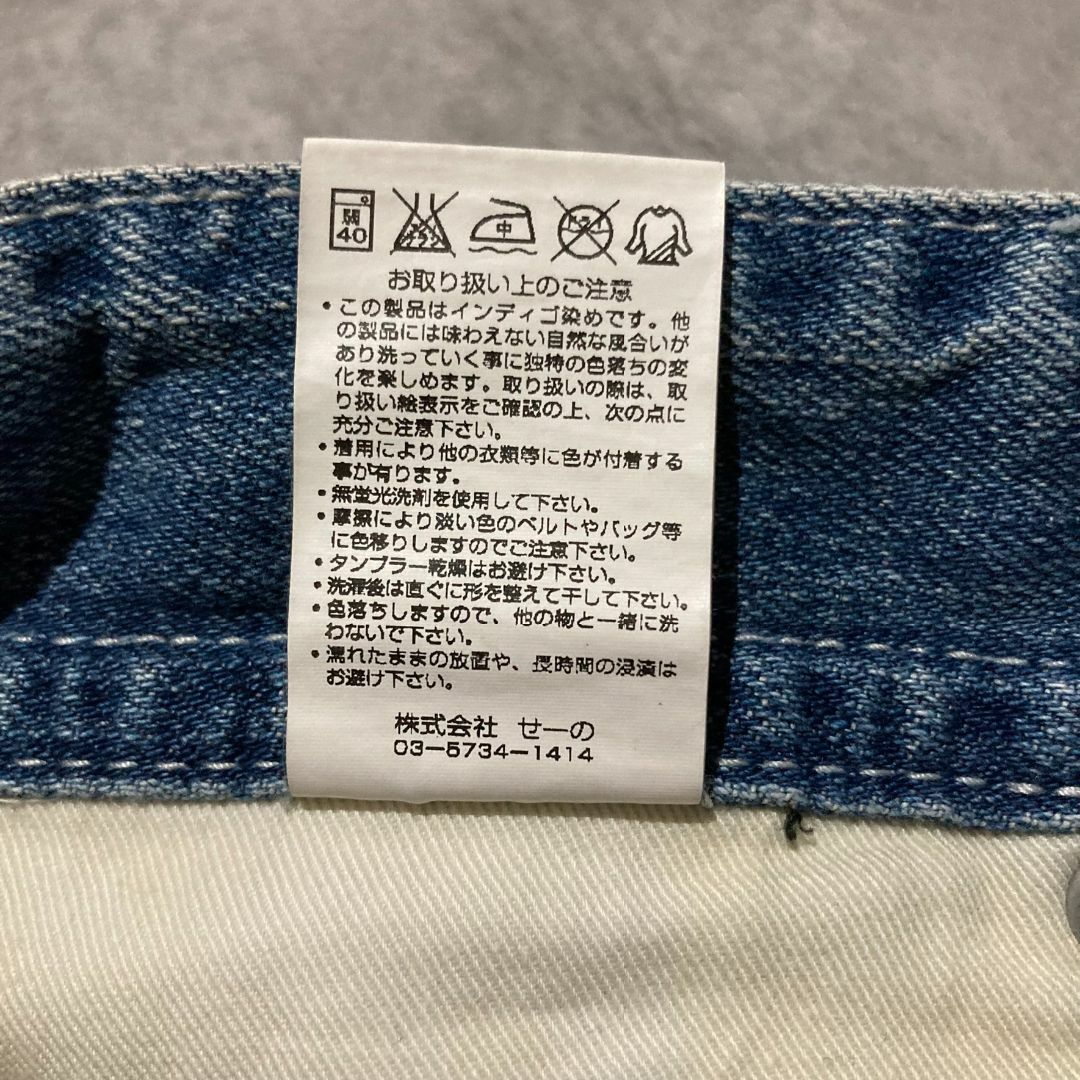 弱
40
エンソ
サラシ
中
ドライ
お取り扱い上のご注意
・この製品はインディゴ染めです。他
の製品には味わえない自然な風合いが
あり洗っていく事に独特の色落ちの変
化を楽しめます。取り扱いの際は、取
り扱い絵表示をご確認の上、次の点に
充分ご注意下さい。
・着用により他の衣類等に色が付着する
事が有ります。
・無蛍光洗剤を使用して下さい。
・摩擦により淡い色のベルトやバッグ等
に色移りしますのでご注意下さい。
・タンブラー乾燥はお避け下さい。
・洗濯後は直ぐに形を整えて干して下さい。
・色落ちしますので、他の物と一緒に洗
わないで下さい。
・濡れたままの放置や、長時間の浸漬は
お避け下さい。
株式会社 せーの
03-5734-1414